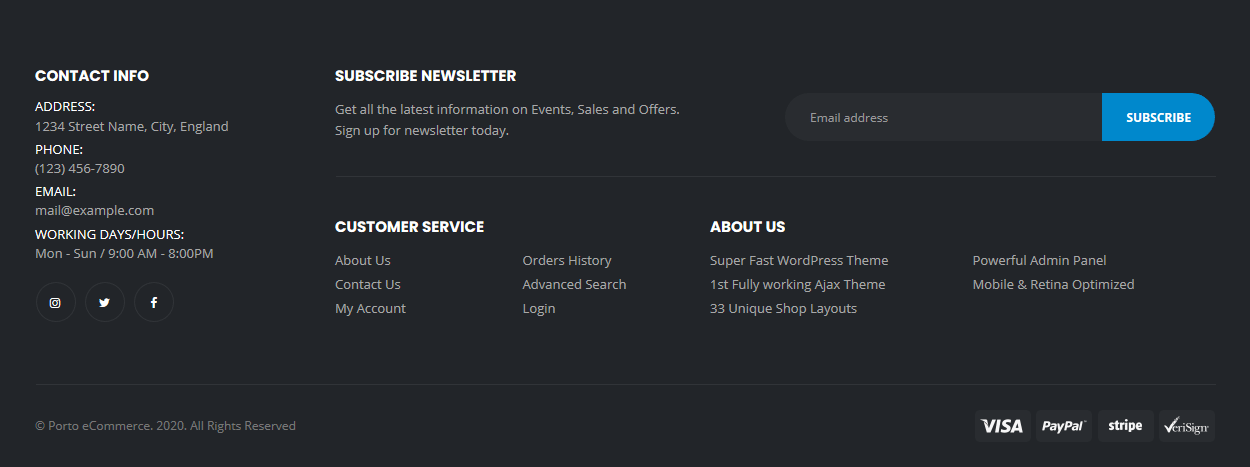 CONTACT INFO
ADDRESS:
1234 Street Name, City, England
PHONE:
(123) 456-7890
EMAIL:
mail@example.com
WORKING DAYS/HOURS:
Mon - Sun / 9:00 AM - 8:00PM
SUBSCRIBE NEWSLETTER
Get all the latest information on Events, Sales and Offers.
Sign up for newsletter today.
Email address
SUBSCRIBE
CUSTOMER SERVICE
About Us
Contact Us
My Account
Orders History
Advanced Search
Login
ABOUT US
Super Fast WordPress Theme
1st Fully working Ajax Theme
33 Unique Shop Layouts
Powerful Admin Panel
Mobile & Retina Optimized
© Porto eCommerce. 2020. All Rights Reserved
VISA
PayPal
stripe
VeriSign